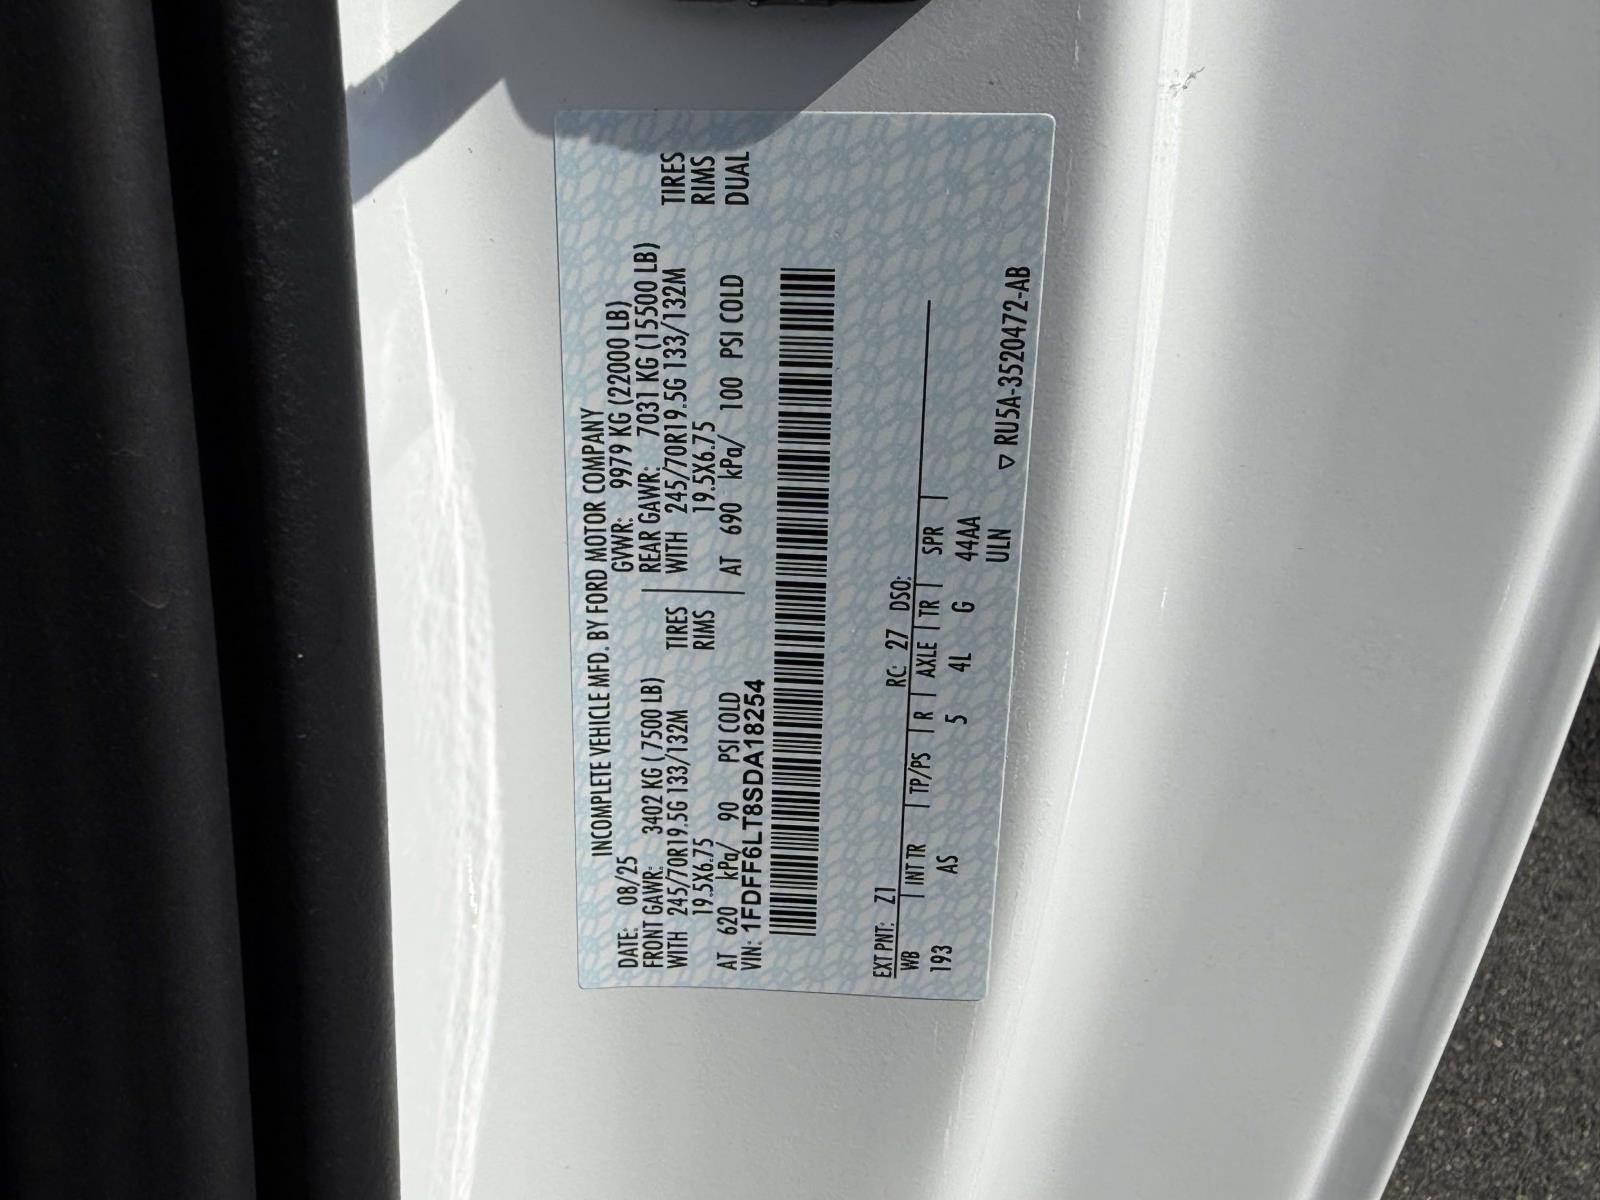 INCOMPLETE VEHICLE MFD. BY FORD MOTOR COMPANY
DATE: 08/25 GVWR: 9979 KG (22000 LB)
FRONT GAWR: 3402 KG (7500 LB) REAR GAWR: 7031 KG (15500 LB)
WITH 245/70R19.5G 133/132M TIRES WITH 245/70R19.5G 133/132M TIRES
19.5X6.75 RIMS 19.5X6.75 RIMS
AT 620 kPa/ 90 PSI COLD AT 690 kPa/ 100 PSI COLD DUAL
VIN: 1FDFF6LT8SDA18254
EXT PNT: Z1 RC: 27 DSO:
WB INT TR TP/PS R AXLE TR SPR
193 AS 5 4L G 44AA
ULN
▽ RU5A-3520472-AB